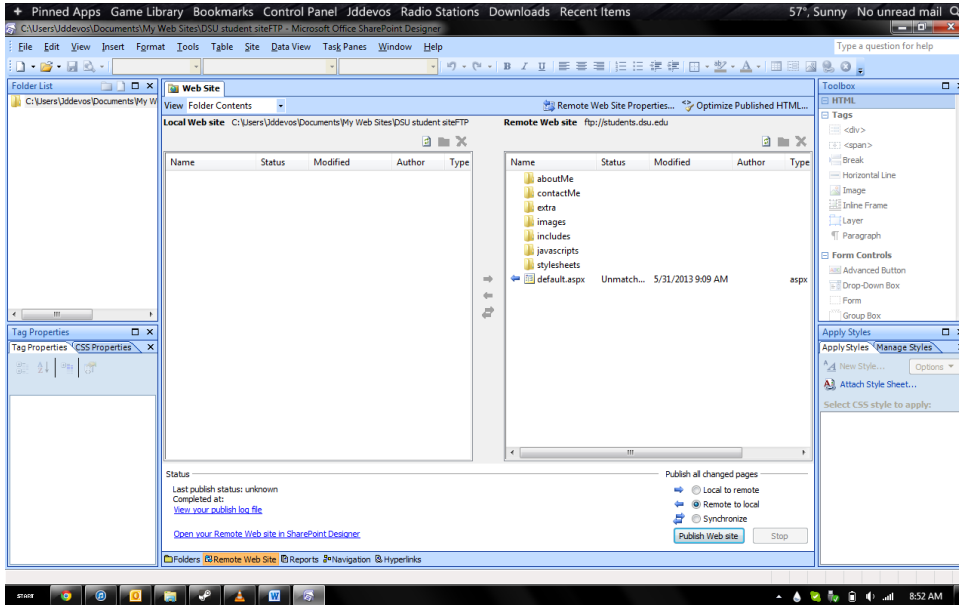 + Pinned Apps Game Library Bookmarks Control Panel Jddevos Radio Stations Downloads Recent Items 57°, Sunny No unread mail
C:\Users\Jddevos\Documents\My Web Sites\DSU student siteFTP - Microsoft Office SharePoint Designer
File Edit View Insert Format Tools Table Site Data View Task Panes Window Help Type a question for help
B I U A
Folder List
C:\Users\Jddevos\Documents\My W
Web Site
View Folder Contents Remote Web Site Properties... Optimize Published HTML...
Local Web site C:\Users\Jddevos\Documents\My Web Sites\DSU student siteFTP Remote Web site ftp://students.dsu.edu
Name Status Modified Author Type Name Status Modified Author Type
aboutMe
contactMe
extra
images
includes
javascripts
stylesheets
default.aspx Unmatch... 5/31/2013 9:09 AM aspx
Status
Last publish status: unknown
Completed at:
View your publish log file
Open your Remote Web site in SharePoint Designer
Publish all changed pages
Local to remote
Remote to local
Synchronize
Publish Web site Stop
Folders Remote Web Site Reports Navigation Hyperlinks
Tag Properties
Tag Properties CSS Properties
Toolbox
HTML
Tags
<div>
<span>
Break
Horizontal Line
Image
Inline Frame
Layer
Paragraph
Form Controls
Advanced Button
Drop-Down Box
Form
Group Box
Apply Styles
Apply Styles Manage Styles
New Style... Options
Attach Style Sheet...
Select CSS style to apply:
START 8:52 AM